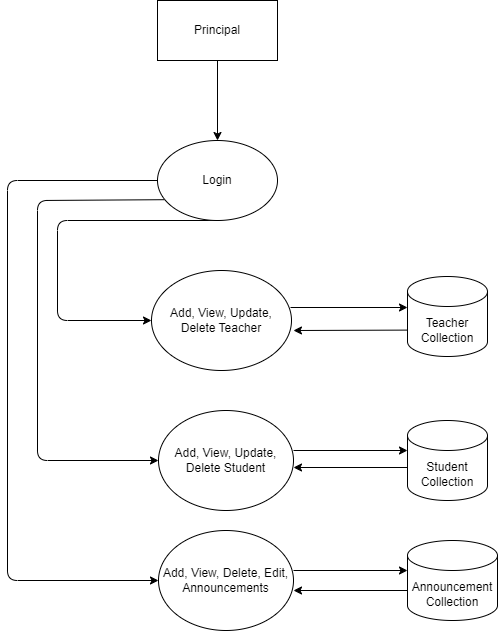 Principal
Login
Add, View, Update,
Delete Teacher
Teacher
Collection
Add, View, Update,
Delete Student
Student
Collection
Add, View, Delete, Edit,
Announcements
Announcement
Collection